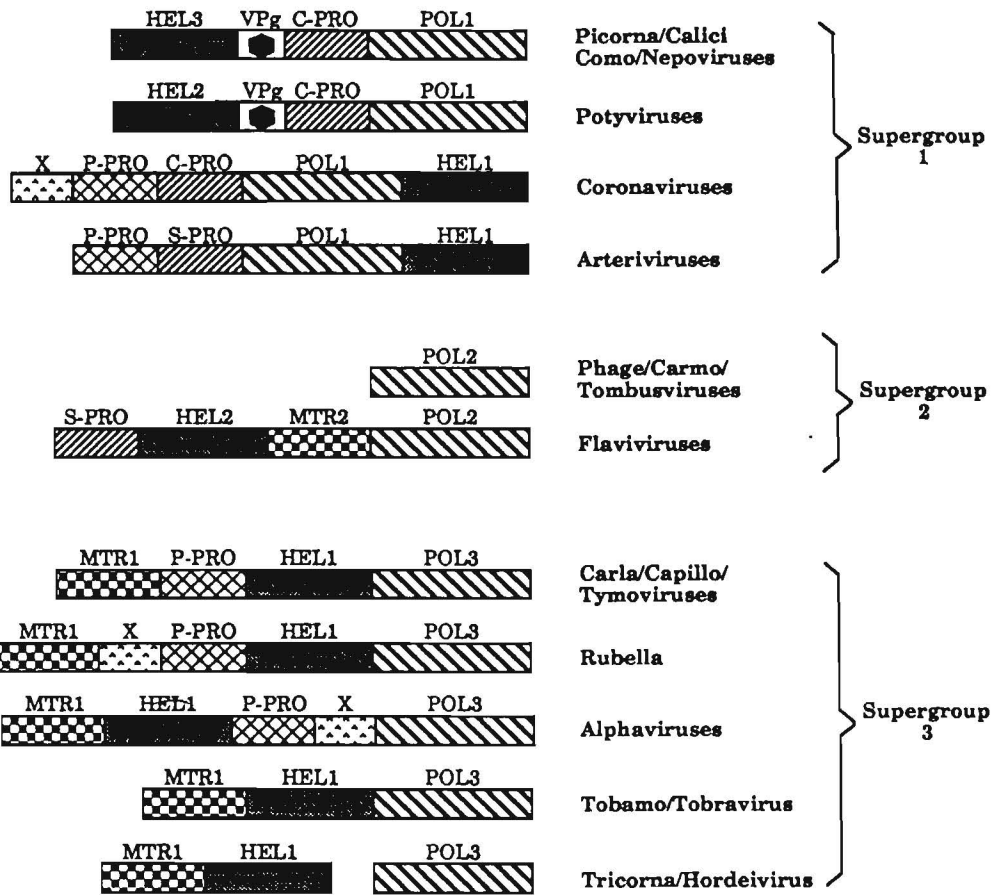 HEL3 VPg C-PRO POL1
Picorna/Calici
Como/Nepoviruses
HEL2 VPg C-PRO POL1
Potyviruses
Supergroup
1
X P-PRO C-PRO POL1 HEL1
Coronaviruses
P-PRO S-PRO POL1 HEL1
Arteriviruses
POL2
Phage/Carmo/
Tombusviruses
Supergroup
2
S-PRO HEL2 MTR2 POL2
Flaviviruses
MTR1 P-PRO HEL1 POL3
Carla/Capillo/
Tymoviruses
MTR1 X P-PRO HEL1 POL3
Rubella
MTR1 HEL1 P-PRO X POL3
Alphaviruses
Supergroup
3
MTR1 HEL1 POL3
Tobamo/Tobravirus
MTR1 HEL1 POL3
Tricorna/Hordeivirus